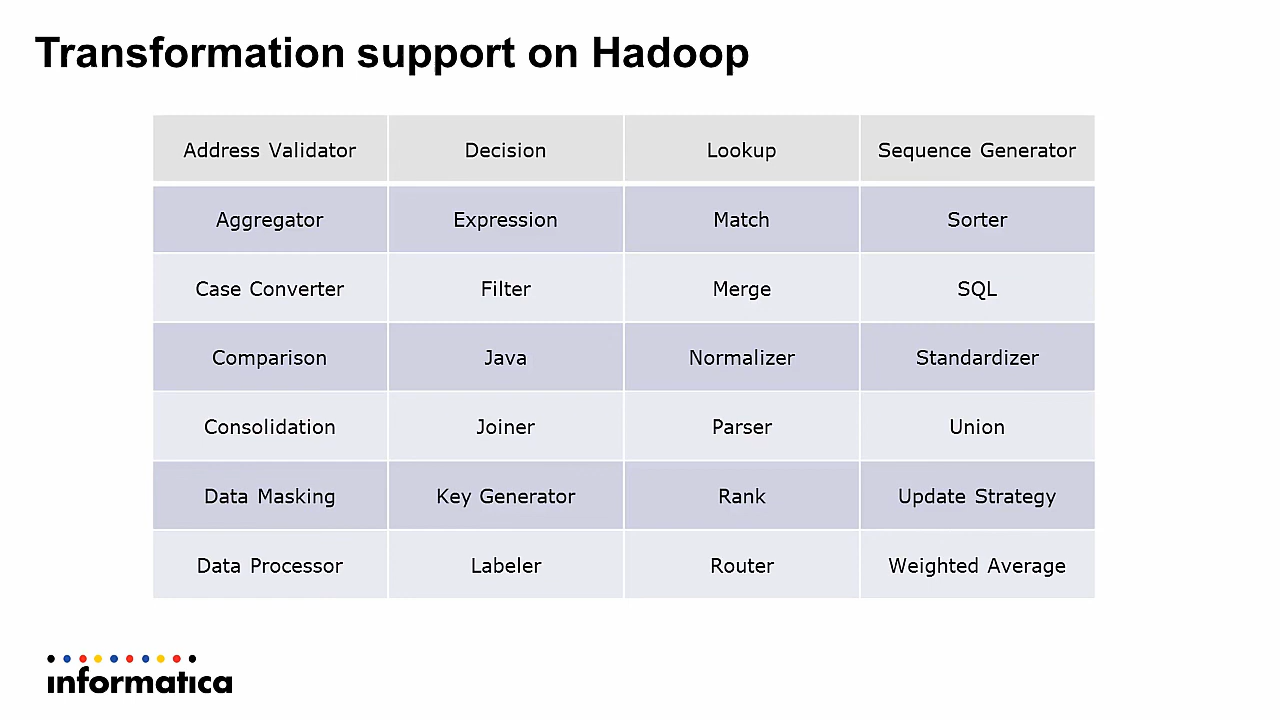 Transformation support on Hadoop
Address Validator Decision Lookup Sequence Generator
Aggregator Expression Match Sorter
Case Converter Filter Merge SQL
Comparison Java Normalizer Standardizer
Consolidation Joiner Parser Union
Data Masking Key Generator Rank Update Strategy
Data Processor Labeler Router Weighted Average
informatica